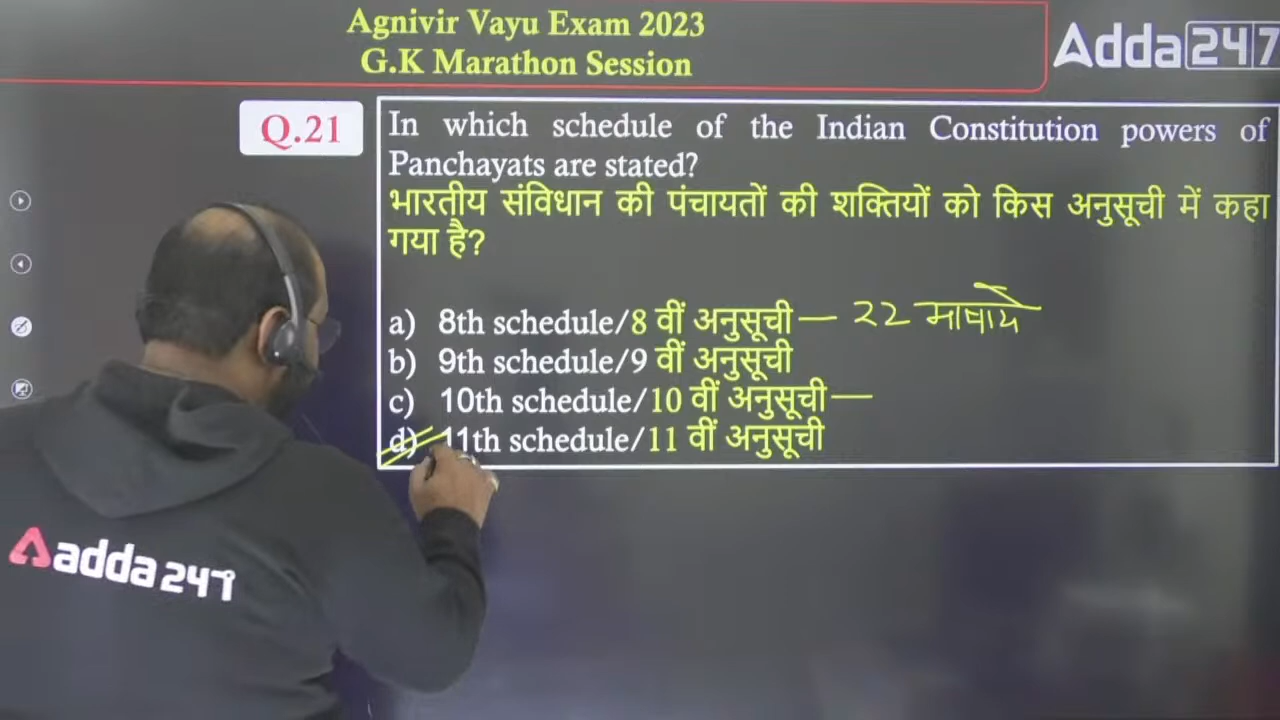 Agnivir Vayu Exam 2023
G.K Marathon Session
Adda247
Q.21
In which schedule of the Indian Constitution powers of
Panchayats are stated?
भारतीय संविधान की पंचायतों की शक्तियों को किस अनुसूची में कहा
गया है?
a) 8th schedule/8 वीं अनुसूची — २२ भाषाये
b) 9th schedule/9 वीं अनुसूची
c) 10th schedule/10 वीं अनुसूची —
d) 11th schedule/11 वीं अनुसूची
adda247